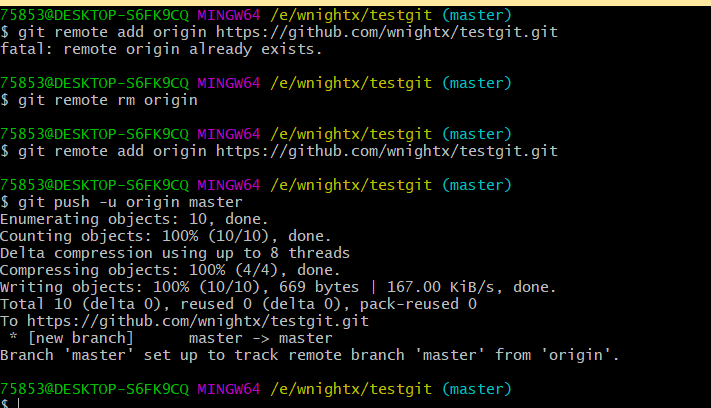 75853@DESKTOP-S6FK9CQ MINGW64 /e/wnightx/testgit (master)
$ git remote add origin https://github.com/wnightx/testgit.git
fatal: remote origin already exists.
75853@DESKTOP-S6FK9CQ MINGW64 /e/wnightx/testgit (master)
$ git remote rm origin
75853@DESKTOP-S6FK9CQ MINGW64 /e/wnightx/testgit (master)
$ git remote add origin https://github.com/wnightx/testgit.git
75853@DESKTOP-S6FK9CQ MINGW64 /e/wnightx/testgit (master)
$ git push -u origin master
Enumerating objects: 10, done.
Counting objects: 100% (10/10), done.
Delta compression using up to 8 threads
Compressing objects: 100% (4/4), done.
Writing objects: 100% (10/10), 669 bytes | 167.00 KiB/s, done.
Total 10 (delta 0), reused 0 (delta 0), pack-reused 0
To https://github.com/wnightx/testgit.git
 * [new branch]      master -> master
Branch 'master' set up to track remote branch 'master' from 'origin'.
75853@DESKTOP-S6FK9CQ MINGW64 /e/wnightx/testgit (master)
$